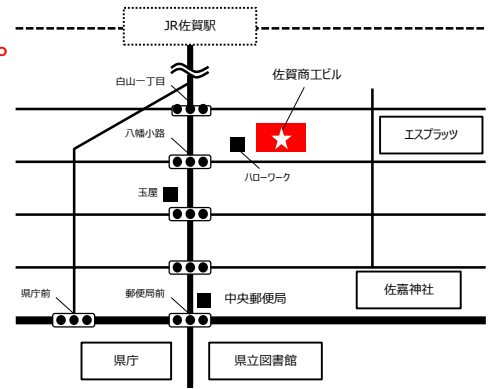 JR佐賀駅
。
白山一丁目
佐賀商工ビル
八幡小路
エスプラッツ
ハローワーク
玉屋
県庁前
郵便局前
中央郵便局
佐嘉神社
県庁
県立図書館